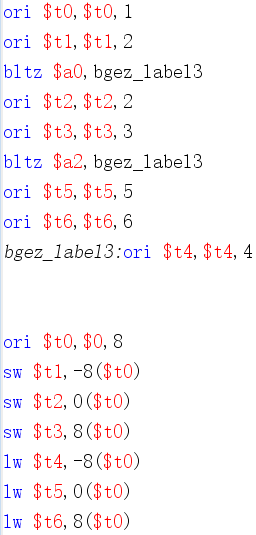 ori $t0,$t0,1
ori $t1,$t1,2
bltz $a0,bgez_label3
ori $t2,$t2,2
ori $t3,$t3,3
bltz $a2,bgez_label3
ori $t5,$t5,5
ori $t6,$t6,6
bgez_label3:ori $t4,$t4,4
ori $t0,$0,8
sw $t1,-8($t0)
sw $t2,0($t0)
sw $t3,8($t0)
lw $t4,-8($t0)
lw $t5,0($t0)
lw $t6,8($t0)